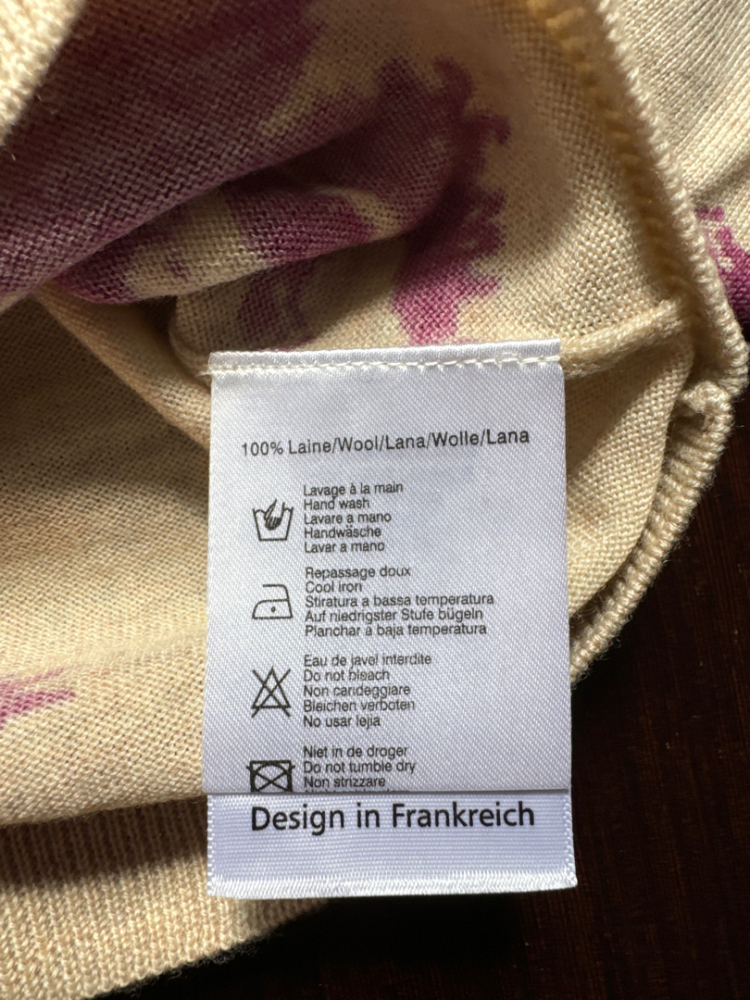 100% Laine/Wool/Lana/Wolle/Lana
Lavage à la main
Hand wash
Lavare a mano
Handwäsche
Lavar a mano
Repassage doux
Cool iron
Stiratura a bassa temperatura
Auf niedrigster Stufe bügeln
Planchar a baja temperatura
Eau de javel interdite
Do not bleach
Non candeggiare
Bleichen verboten
No usar lejia
Niet in de droger
Do not tumble dry
Non strizzare
Design in Frankreich